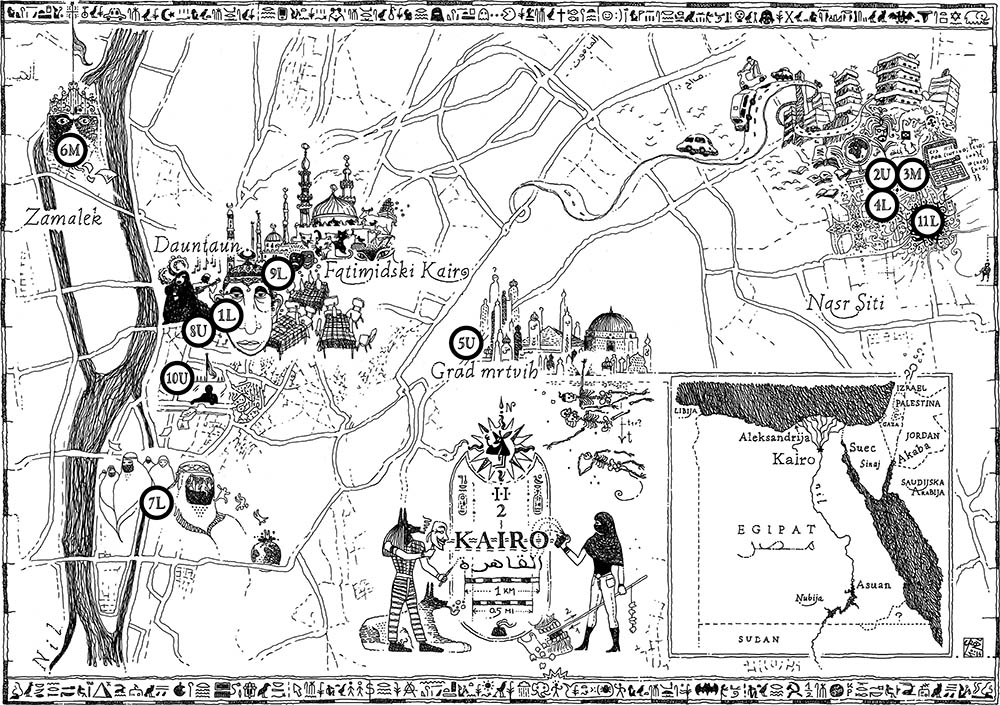 6M
Zamalek
Dauntaun
9L
Fatimidski Kairo
1L
8U
10U
7L
Nil
5U
Grad mrtvih
2U
3M
4L
11L
Nasr Siti
N
II
2
KAIRO
القاهرة
1 KM
0.5 MI
t
2
LIBIJA
IZRAEL
PALESTINA
GAZA
JORDAN
Aleksandrija
Kairo
Suec
Sinaj
Akaba
SAUDIJSKA
ARABIJA
nil
EGIPAT
مصر
Asuan
Nubija
?
SUDAN